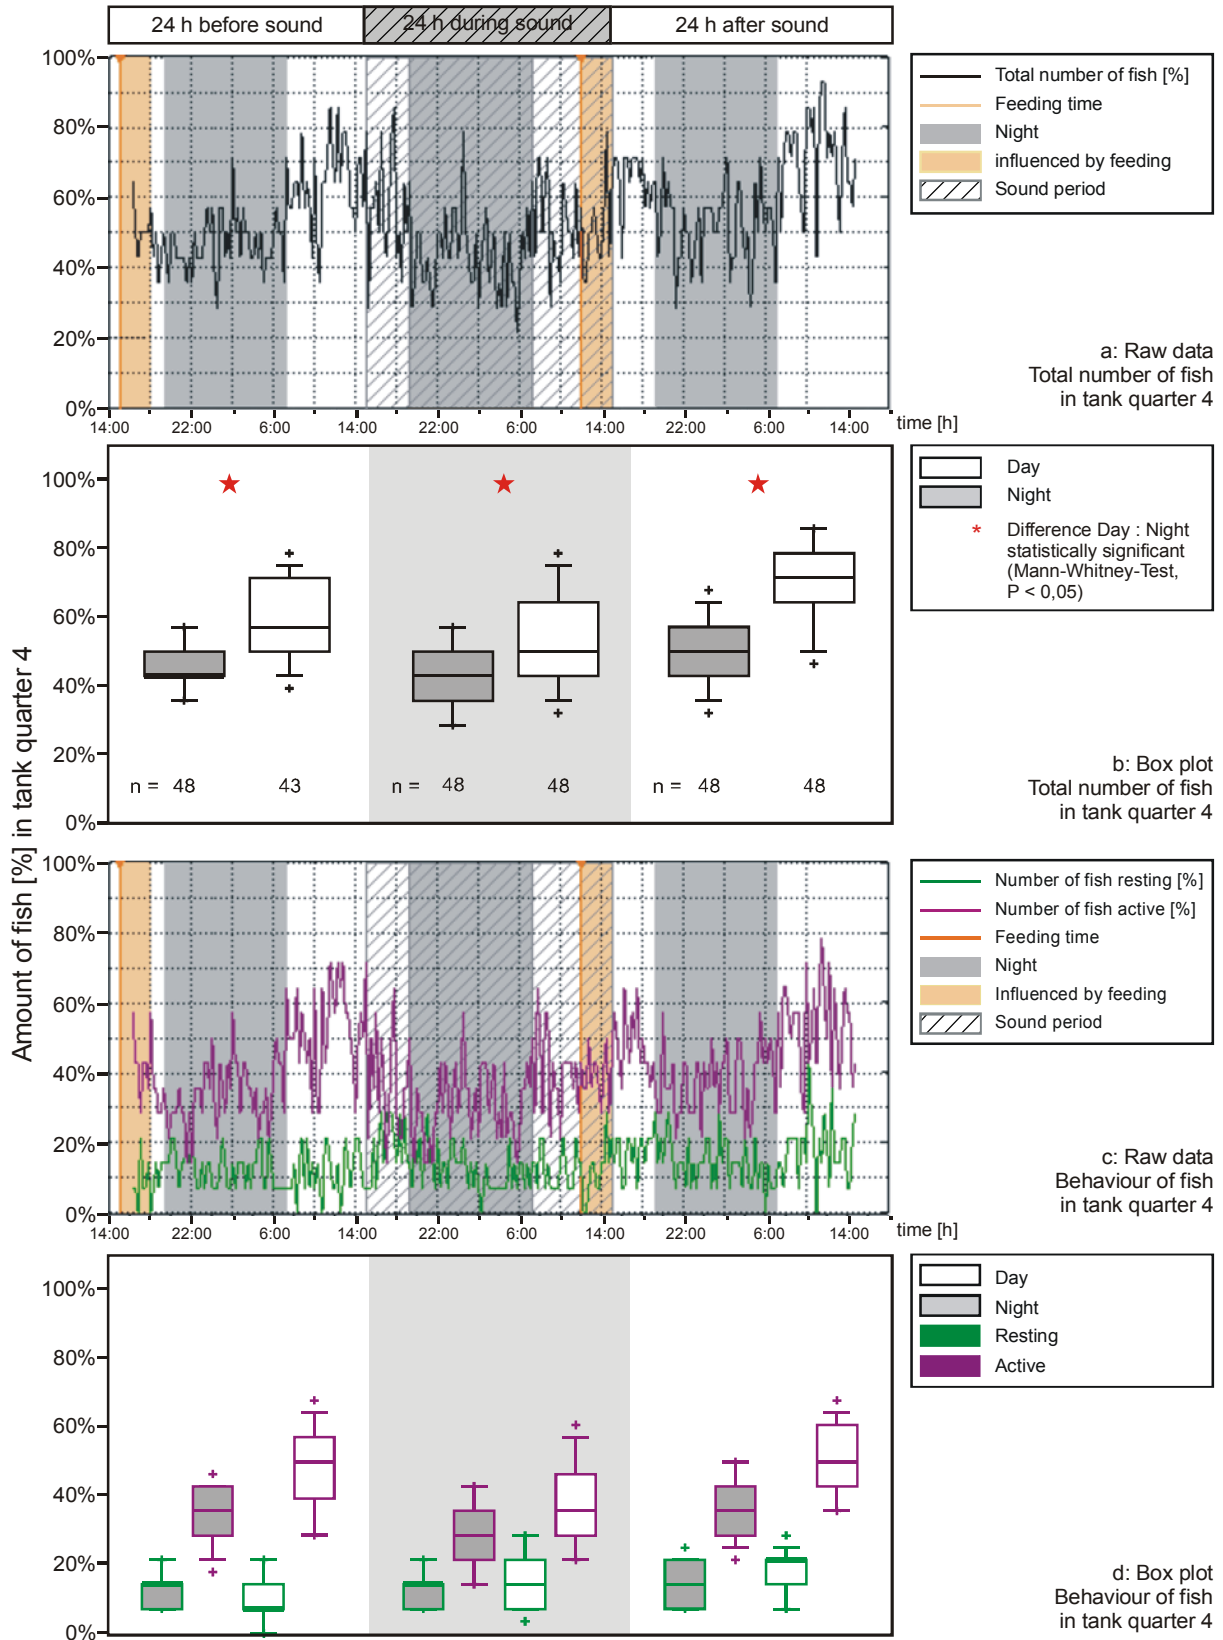 24 h before sound
24 h during sound
24 h after sound
100%
80%
60%
40%
20%
0%
14:00
22:00
6:00
14:00
22:00
6:00
14:00
22:00
6:00
14:00
time [h]
Total number of fish [%]
Feeding time
Night
influenced by feeding
Sound period
a: Raw data
Total number of fish
in tank quarter 4
Amount of fish [%] in tank quarter 4
100%
80%
60%
40%
20%
0%
n = 48 43
n = 48 48
n = 48 48
Day
Night
* Difference Day : Night
statistically significant
(Mann-Whitney-Test,
P < 0,05)
b: Box plot
Total number of fish
in tank quarter 4
100%
80%
60%
40%
20%
0%
14:00
22:00
6:00
14:00
22:00
6:00
14:00
22:00
6:00
14:00
time [h]
Number of fish resting [%]
Number of fish active [%]
Feeding time
Night
Influenced by feeding
Sound period
c: Raw data
Behaviour of fish
in tank quarter 4
100%
80%
60%
40%
20%
0%
Day
Night
Resting
Active
d: Box plot
Behaviour of fish
in tank quarter 4